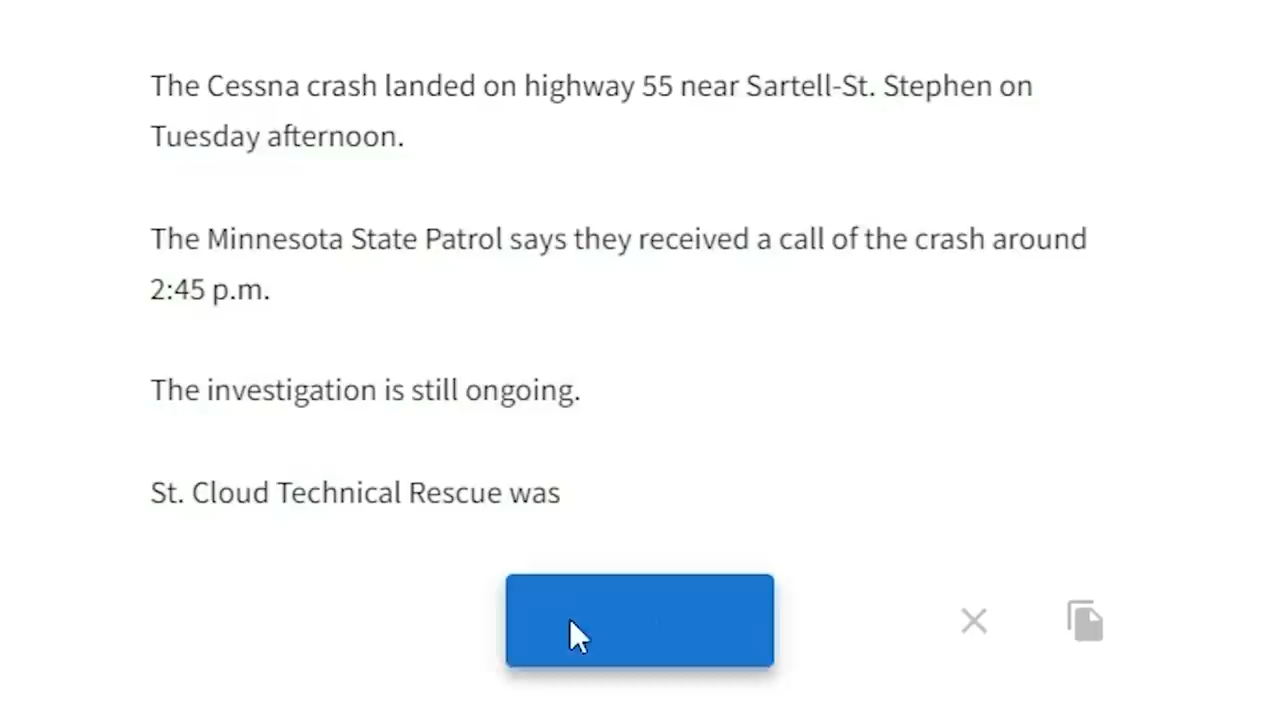 The Cessna crash landed on highway 55 near Sartell-St. Stephen on
Tuesday afternoon.
The Minnesota State Patrol says they received a call of the crash around
2:45 p.m.
The investigation is still ongoing.
St. Cloud Technical Rescue was